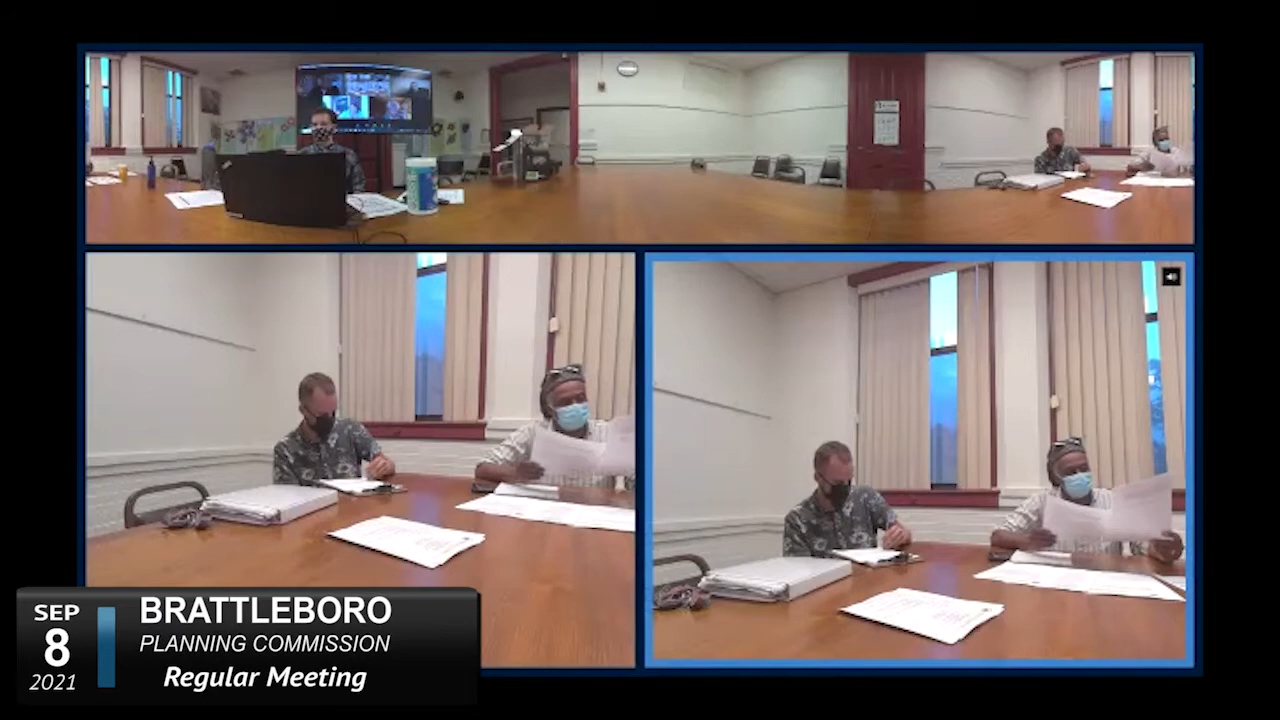 SEP
8
2021
BRATTLEBORO
PLANNING COMMISSION
Regular Meeting